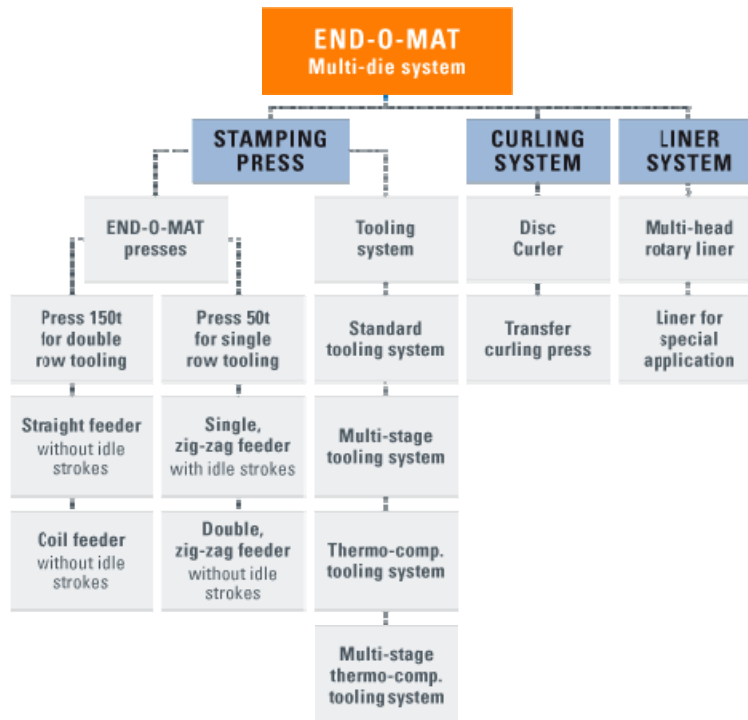 END-O-MAT
Multi-die system
STAMPING
PRESS
CURLING
SYSTEM
LINER
SYSTEM
END-O-MAT
presses
Tooling
system
Disc
Curler
Multi-head
rotary liner
Press 150t
for double
row tooling
Press 50t
for single
row tooling
Standard
tooling system
Transfer
curling press
Liner for
special
application
Straight feeder
without idle
strokes
Single,
zig-zag feeder
with idle strokes
Multi-stage
tooling system
Coil feeder
without idle
strokes
Double,
zig-zag feeder
without idle
strokes
Thermo-comp.
tooling system
Multi-stage
thermo-comp.
tooling system